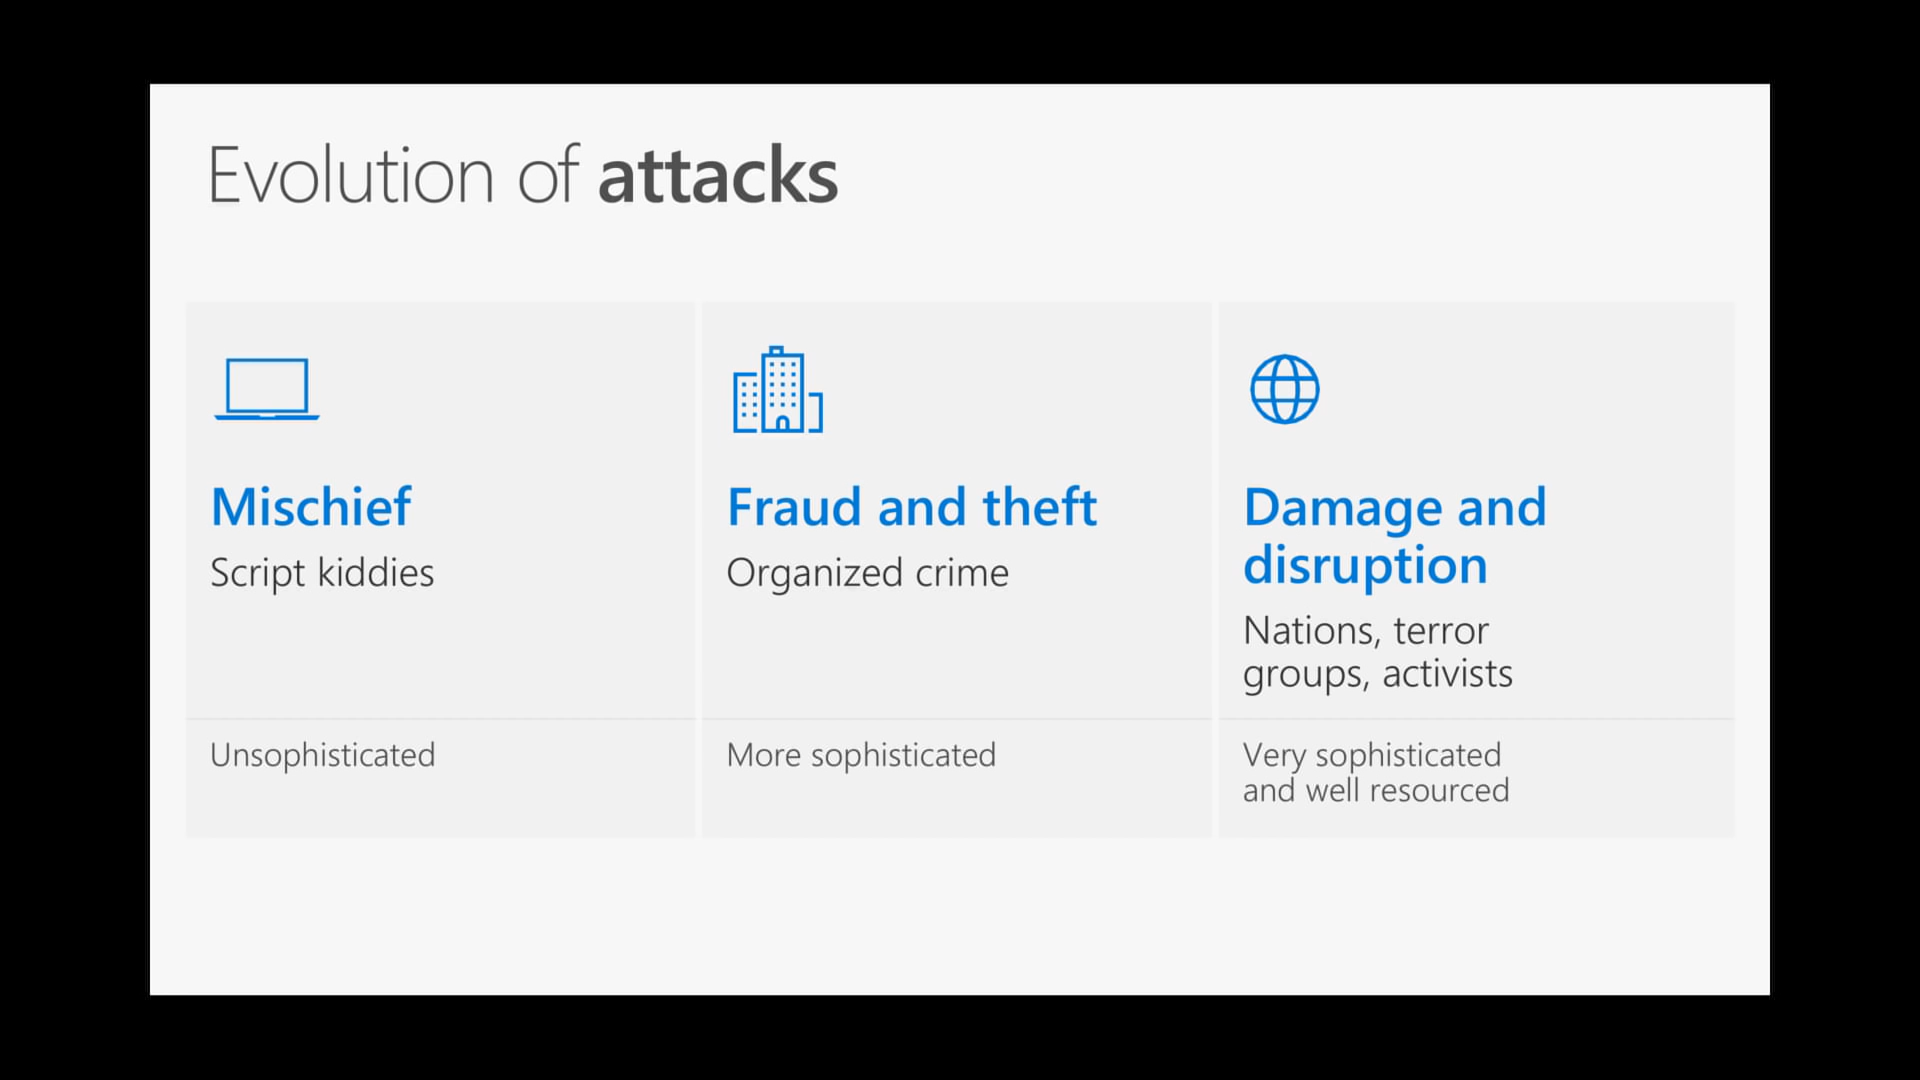 Evolution of attacks
Mischief
Script kiddies
Unsophisticated
Fraud and theft
Organized crime
More sophisticated
Damage and
disruption
Nations, terror
groups, activists
Very sophisticated
and well resourced